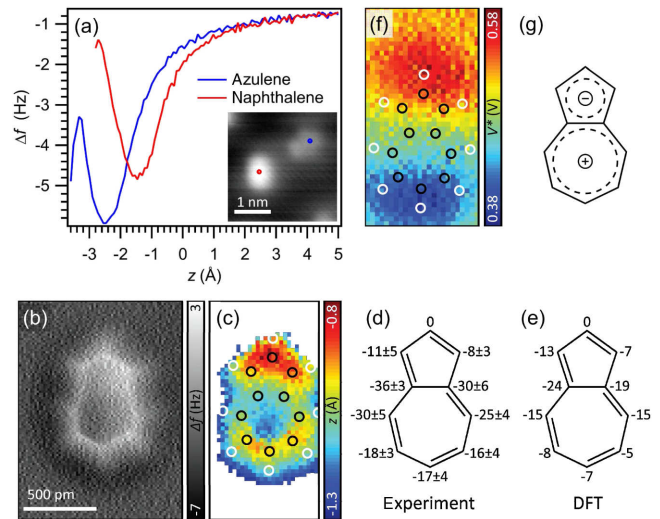 (a)
-1
-2
-3
-4
-5
Δf (Hz)
Azulene
Naphthalene
1 nm
-3 -2 -1 0 1 2 3 4 5
z (Å)
(f)
0.58
V* (V)
0.38
(g)
−
+
(b)
500 pm
3
Δf (Hz)
-7
(c)
-0.8
z (Å)
-1.3
(d)
0
-11±5 -8±3
-36±3 -30±6
-30±5 -25±4
-18±3 -16±4
-17±4
Experiment
(e)
0
-13 -7
-24 -19
-15 -15
-8 -5
-7
DFT